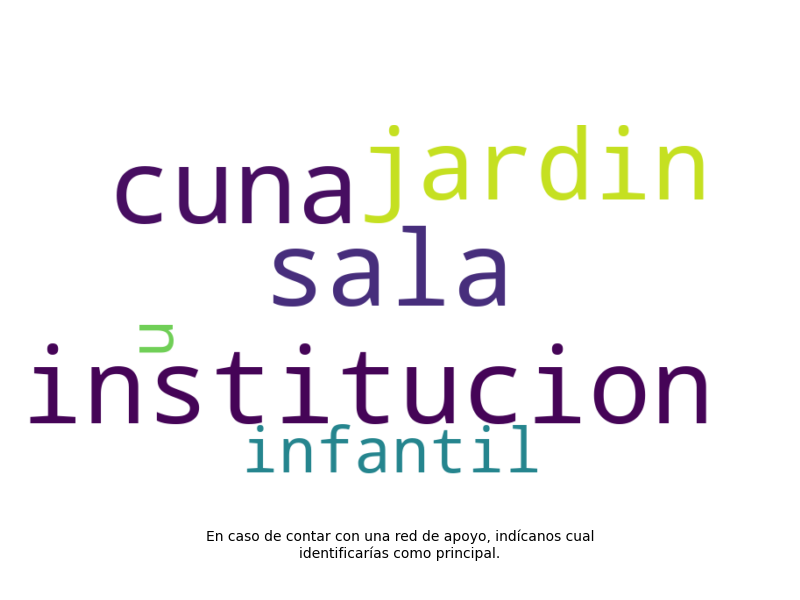 jardin
cuna
sala
u
institucion
infantil
En caso de contar con una red de apoyo, indícanos cual
identificarías como principal.